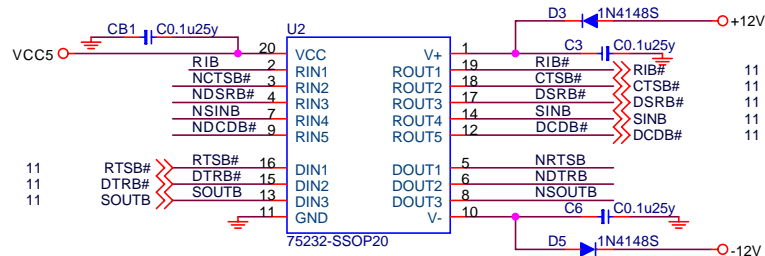 D3 1N4148S
+12V
CB1 C0.1u25y U2
VCC5 20 VCC V+ 1 C3 C0.1u25y
RIB 2 RIN1 ROUT1 19 RIB# RIB# 11
NCTSB# 3 RIN2 ROUT2 18 CTSB# CTSB# 11
NDSRB# 4 RIN3 ROUT3 17 DSRB# DSRB# 11
NSINB 7 RIN4 ROUT4 14 SINB SINB 11
NDCDB# 9 RIN5 ROUT5 12 DCDB# DCDB# 11
11 RTSB# RTSB# 16 DIN1 DOUT1 5 NRTSB
11 DTRB# DTRB# 15 DIN2 DOUT2 6 NDTRB
11 SOUTB SOUTB 13 DIN3 DOUT3 8 NSOUTB
11 GND V- 10 C6 C0.1u25y
75232-SSOP20
D5 1N4148S
-12V